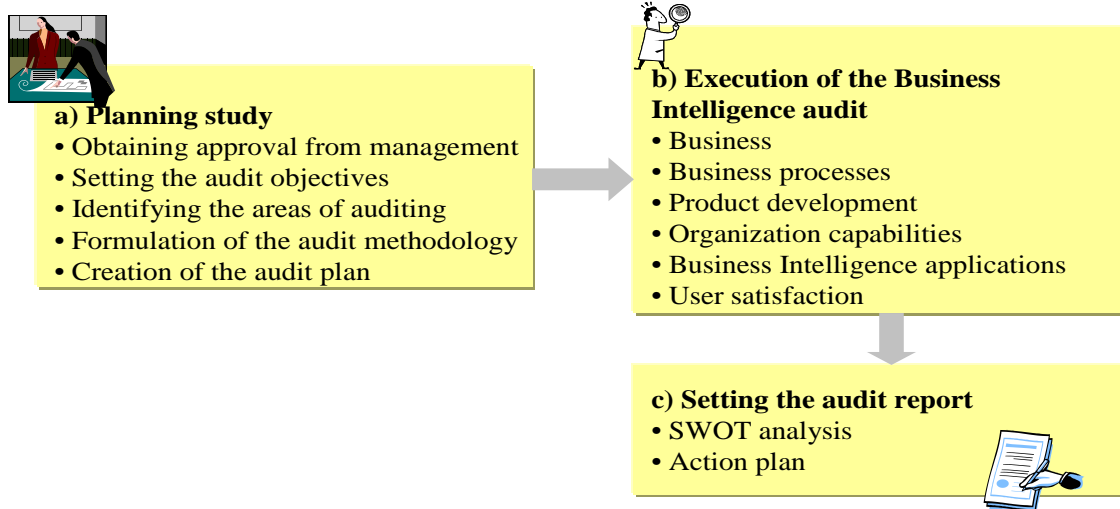 a) Planning study
• Obtaining approval from management
• Setting the audit objectives
• Identifying the areas of auditing
• Formulation of the audit methodology
• Creation of the audit plan
b) Execution of the Business
Intelligence audit
• Business
• Business processes
• Product development
• Organization capabilities
• Business Intelligence applications
• User satisfaction
c) Setting the audit report
• SWOT analysis
• Action plan